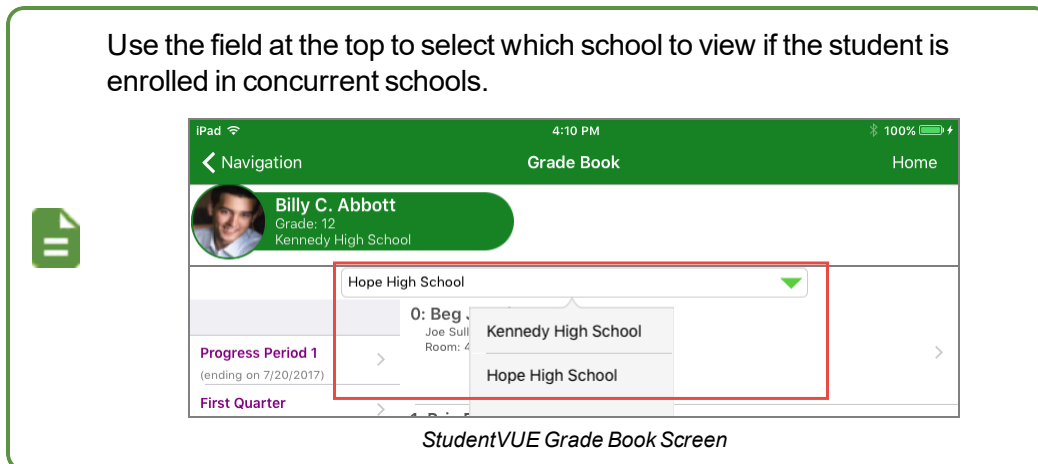 Use the field at the top to select which school to view if the student is
enrolled in concurrent schools.
iPad 4:10 PM 100%
Navigation Grade Book Home
Billy C. Abbott
Grade: 12
Kennedy High School
Hope High School
0: Beg
Joe Sull
Room: 4
Kennedy High School
Hope High School
Progress Period 1
(ending on 7/20/2017)
First Quarter
StudentVUE Grade Book Screen